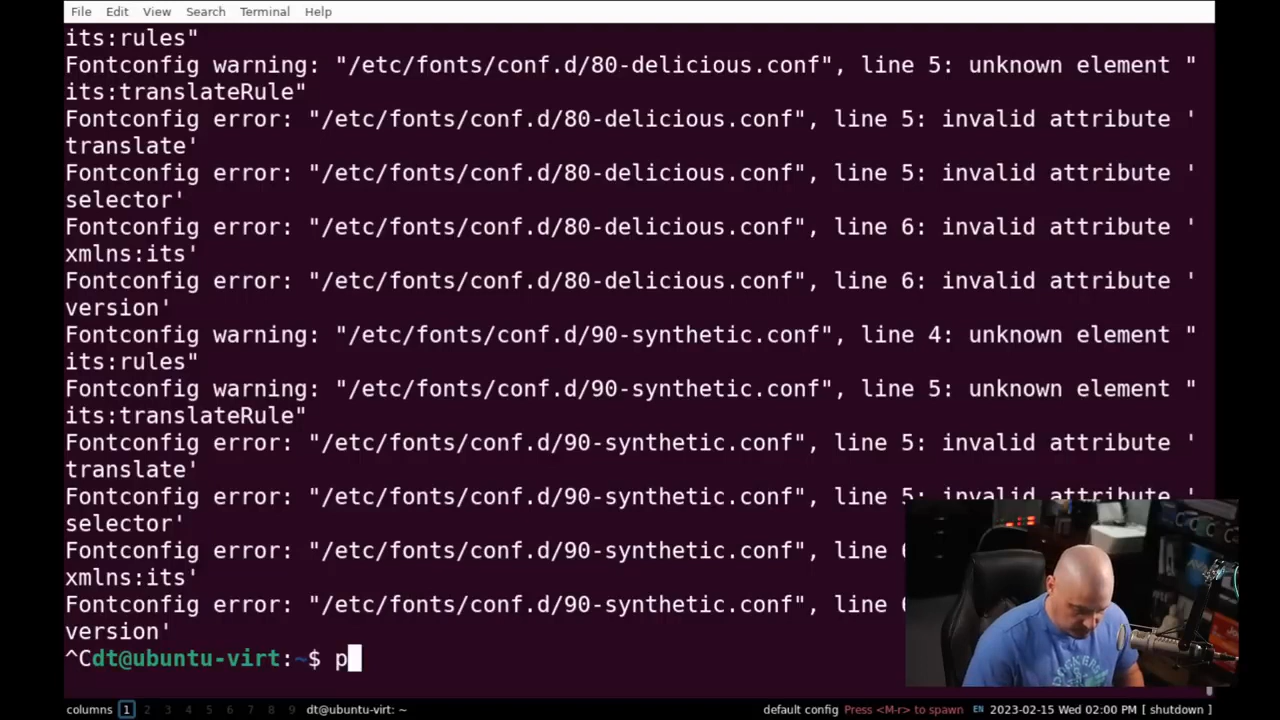 File Edit View Search Terminal Help
its:rules"
Fontconfig warning: "/etc/fonts/conf.d/80-delicious.conf", line 5: unknown element "
its:translateRule"
Fontconfig error: "/etc/fonts/conf.d/80-delicious.conf", line 5: invalid attribute '
translate'
Fontconfig error: "/etc/fonts/conf.d/80-delicious.conf", line 5: invalid attribute '
selector'
Fontconfig error: "/etc/fonts/conf.d/80-delicious.conf", line 6: invalid attribute '
xmlns:its'
Fontconfig error: "/etc/fonts/conf.d/80-delicious.conf", line 6: invalid attribute '
version'
Fontconfig warning: "/etc/fonts/conf.d/90-synthetic.conf", line 4: unknown element "
its:rules"
Fontconfig warning: "/etc/fonts/conf.d/90-synthetic.conf", line 5: unknown element "
its:translateRule"
Fontconfig error: "/etc/fonts/conf.d/90-synthetic.conf", line 5: invalid attribute '
translate'
Fontconfig error: "/etc/fonts/conf.d/90-synthetic.conf", line 5: invalid attribute '
selector'
Fontconfig error: "/etc/fonts/conf.d/90-synthetic.conf", line
xmlns:its'
Fontconfig error: "/etc/fonts/conf.d/90-synthetic.conf", line
version'
^Cdt@ubuntu-virt:~$ p
columns 1 2 3 4 5 6 7 8 9 dt@ubuntu-virt: ~ default config Press <M-r> to spawn EN 2023-02-15 Wed 02:00 PM [ shutdown ]